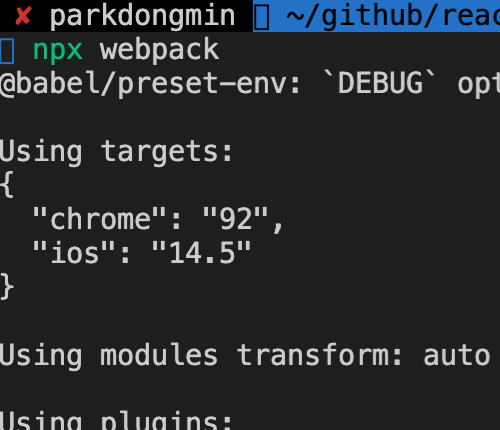 ✘ parkdongmin ~/github/reac
npx webpack
@babel/preset-env: `DEBUG` opt
Using targets:
{
"chrome": "92",
"ios": "14.5"
}
Using modules transform: auto
Using plugins: